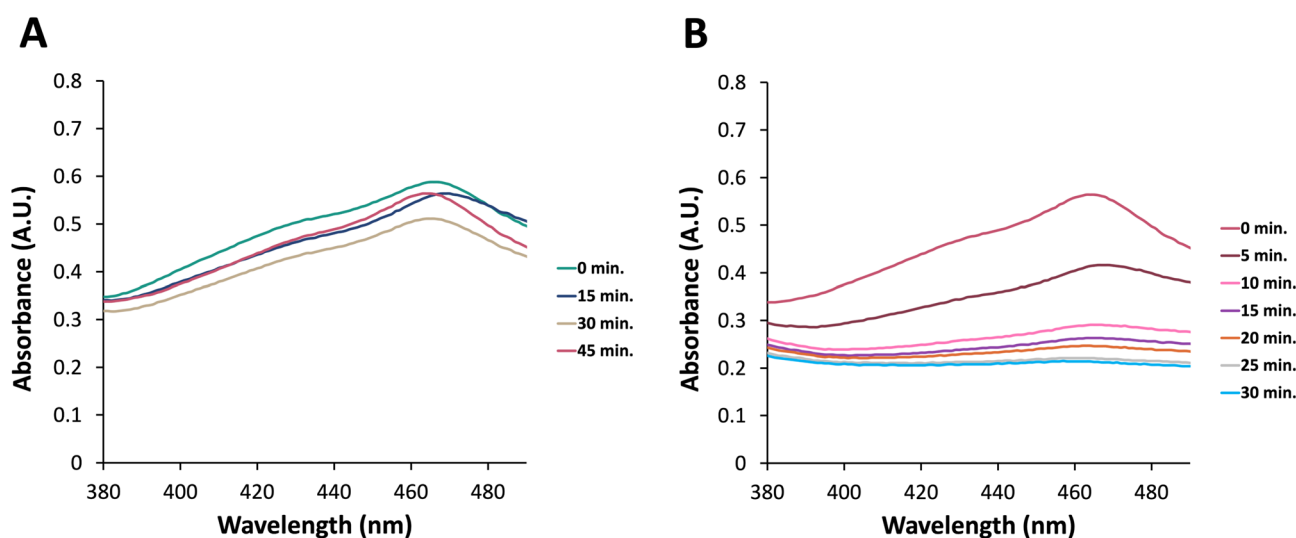 A
0.8
0.7
0.6
0.5
0.4
0.3
0.2
0.1
0
380 400 420 440 460 480
Absorbance (A.U.)
Wavelength (nm)
0 min.
15 min.
30 min.
45 min.
B
0.8
0.7
0.6
0.5
0.4
0.3
0.2
0.1
0
380 400 420 440 460 480
Absorbance (A.U.)
Wavelength (nm)
0 min.
5 min.
10 min.
15 min.
20 min.
25 min.
30 min.